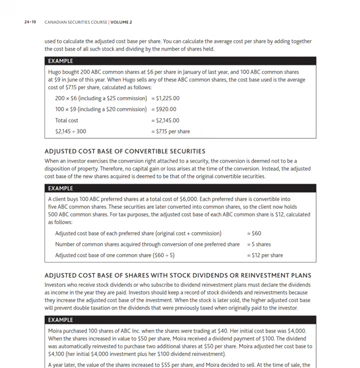 24 • 10 CANADIAN SECURITIES COURSE | VOLUME 2
used to calculate the adjusted cost base per share. You can calculate the average cost per share by adding together
the cost base of all such stock and dividing by the number of shares held.
EXAMPLE
Hugo bought 200 ABC common shares at $6 per share in January of last year, and 100 ABC common shares
at $9 in June of this year. When Hugo sells any of these ABC common shares, the cost base used is the average
cost of $7.15 per share, calculated as follows:
200 × $6 (including a $25 commission) = $1,225.00
100 × $9 (including a $20 commission) = $920.00
Total cost = $2,145.00
$2,145 ÷ 300 = $7.15 per share
ADJUSTED COST BASE OF CONVERTIBLE SECURITIES
When an investor exercises the conversion right attached to a security, the conversion is deemed not to be a
disposition of property. Therefore, no capital gain or loss arises at the time of the conversion. Instead, the adjusted
cost base of the new shares acquired is deemed to be that of the original convertible securities.
EXAMPLE
A client buys 100 ABC preferred shares at a total cost of $6,000. Each preferred share is convertible into
five ABC common shares. These securities are later converted into common shares, so the client now holds
500 ABC common shares. For tax purposes, the adjusted cost base of each ABC common share is $12, calculated
as follows:
Adjusted cost base of each preferred share (original cost + commission) = $60
Number of common shares acquired through conversion of one preferred share = 5 shares
Adjusted cost base of one common share ($60 ÷ 5) = $12 per share
ADJUSTED COST BASE OF SHARES WITH STOCK DIVIDENDS OR REINVESTMENT PLANS
Investors who receive stock dividends or who subscribe to dividend reinvestment plans must declare the dividends
as income in the year they are paid. Investors should keep a record of stock dividends and reinvestments because
they increase the adjusted cost base of the investment. When the stock is later sold, the higher adjusted cost base
will prevent double taxation on the dividends that were previously taxed when originally paid to the investor.
EXAMPLE
Moira purchased 100 shares of ABC Inc. when the shares were trading at $40. Her initial cost base was $4,000.
When the shares increased in value to $50 per share, Moira received a dividend payment of $100. The dividend
was automatically reinvested to purchase two additional shares at $50 per share. Moira adjusted her cost base to
$4,100 (her initial $4,000 investment plus her $100 dividend reinvestment).
A year later, the value of the shares increased to $55 per share, and Moira decided to sell. At the time of sale, the